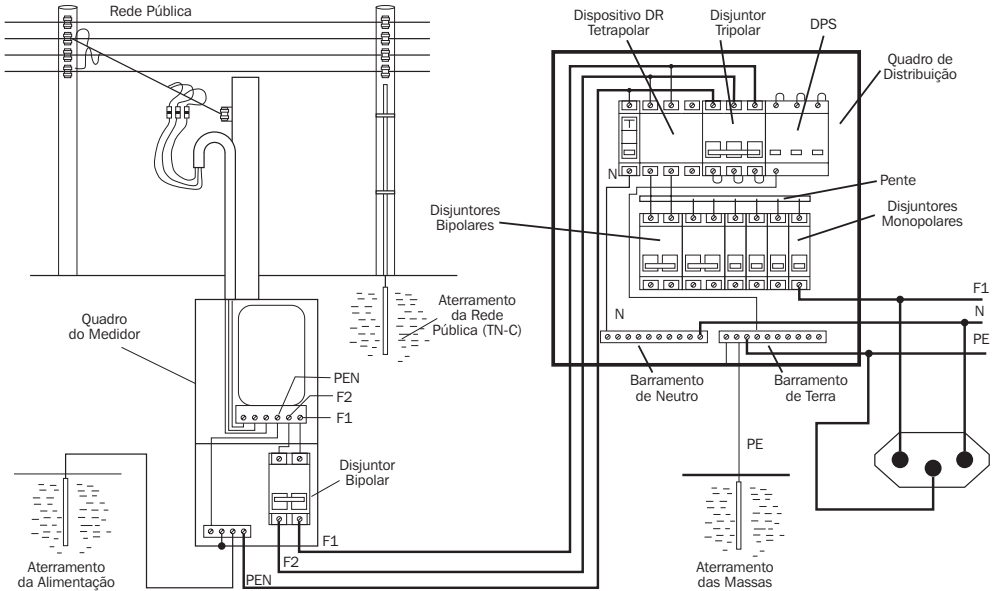 Rede Pública
Dispositivo DR
Tetrapolar
Disjuntor
Tripolar
DPS
Quadro de
Distribuição
N
Pente
Disjuntores
Bipolares
Disjuntores
Monopolares
F1
N
PE
Aterramento
da Rede
Pública (TN-C)
Quadro
do Medidor
N
PEN
F2
F1
Barramento
de Neutro
Barramento
de Terra
PE
Disjuntor
Bipolar
F1
F2
PEN
Aterramento
da Alimentação
Aterramento
das Massas